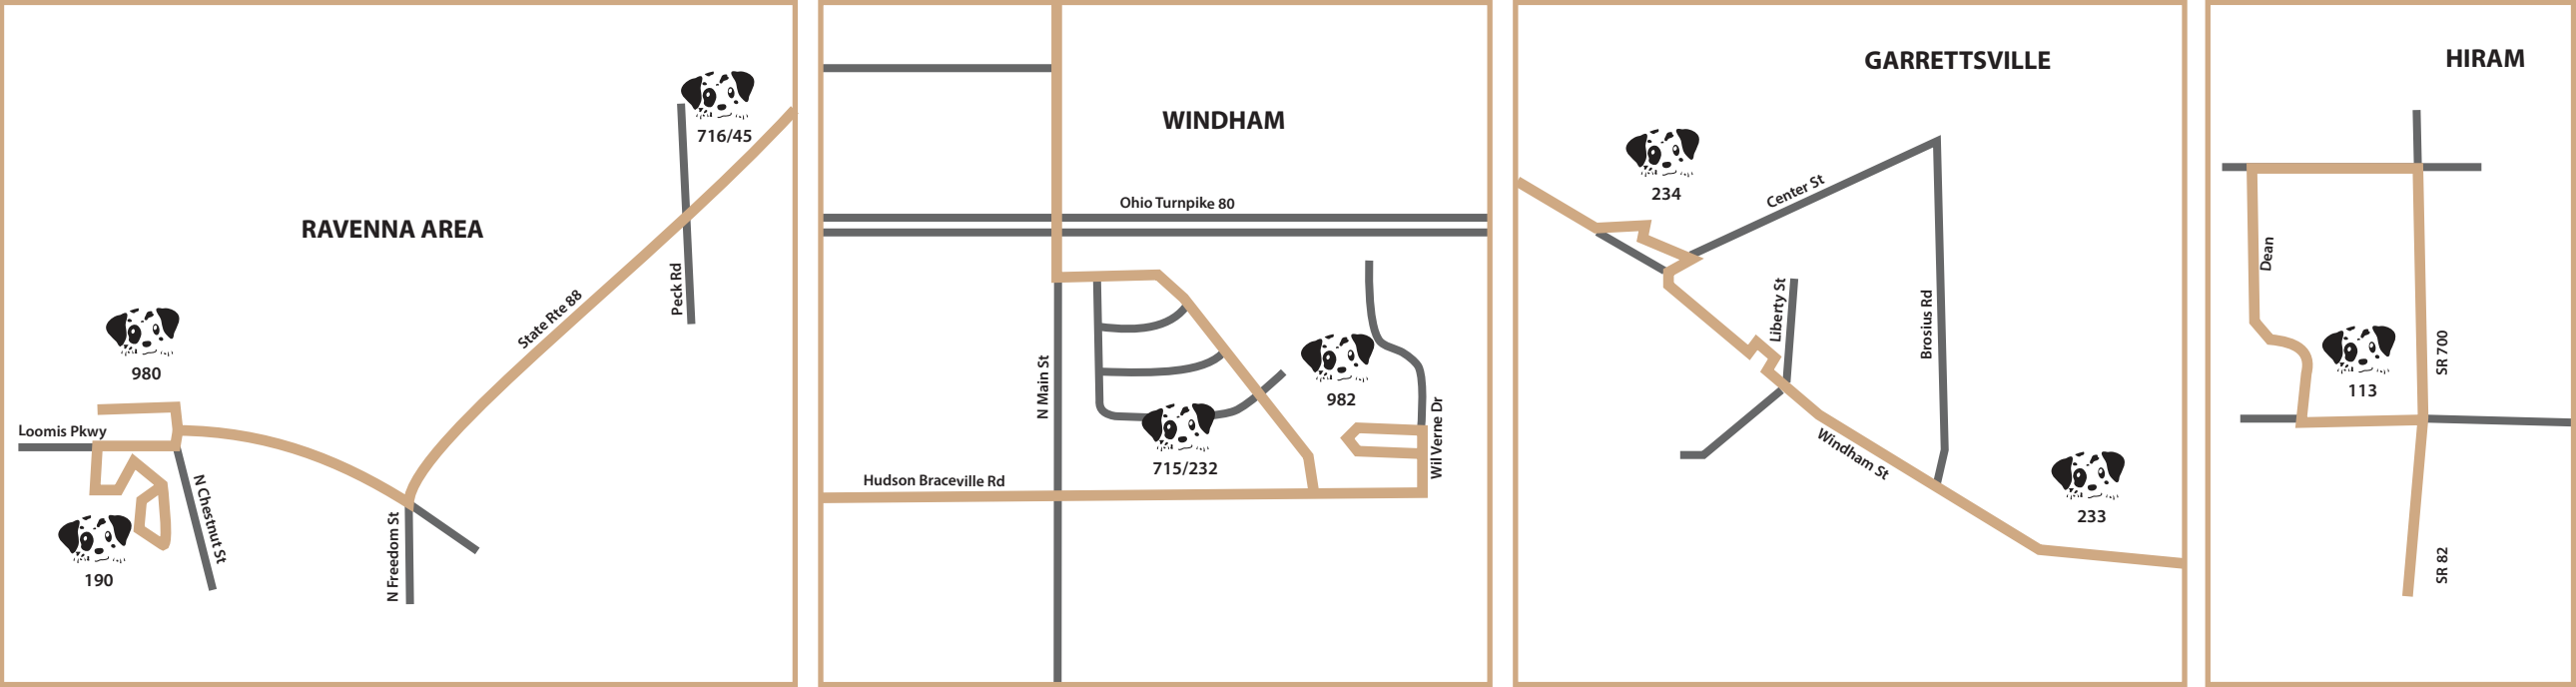 RAVENNA AREA
716/45
Peck Rd
State Rte 88
980
Loomis Pkwy
N Chestnut St
190
N Freedom St
WINDHAM
Ohio Turnpike 80
N Main St
982
715/232
Wil Verne Dr
Hudson Braceville Rd
GARRETTSVILLE
234
Center St
Liberty St
Brosius Rd
Windham St
233
HIRAM
Dean
SR 700
113
SR 82